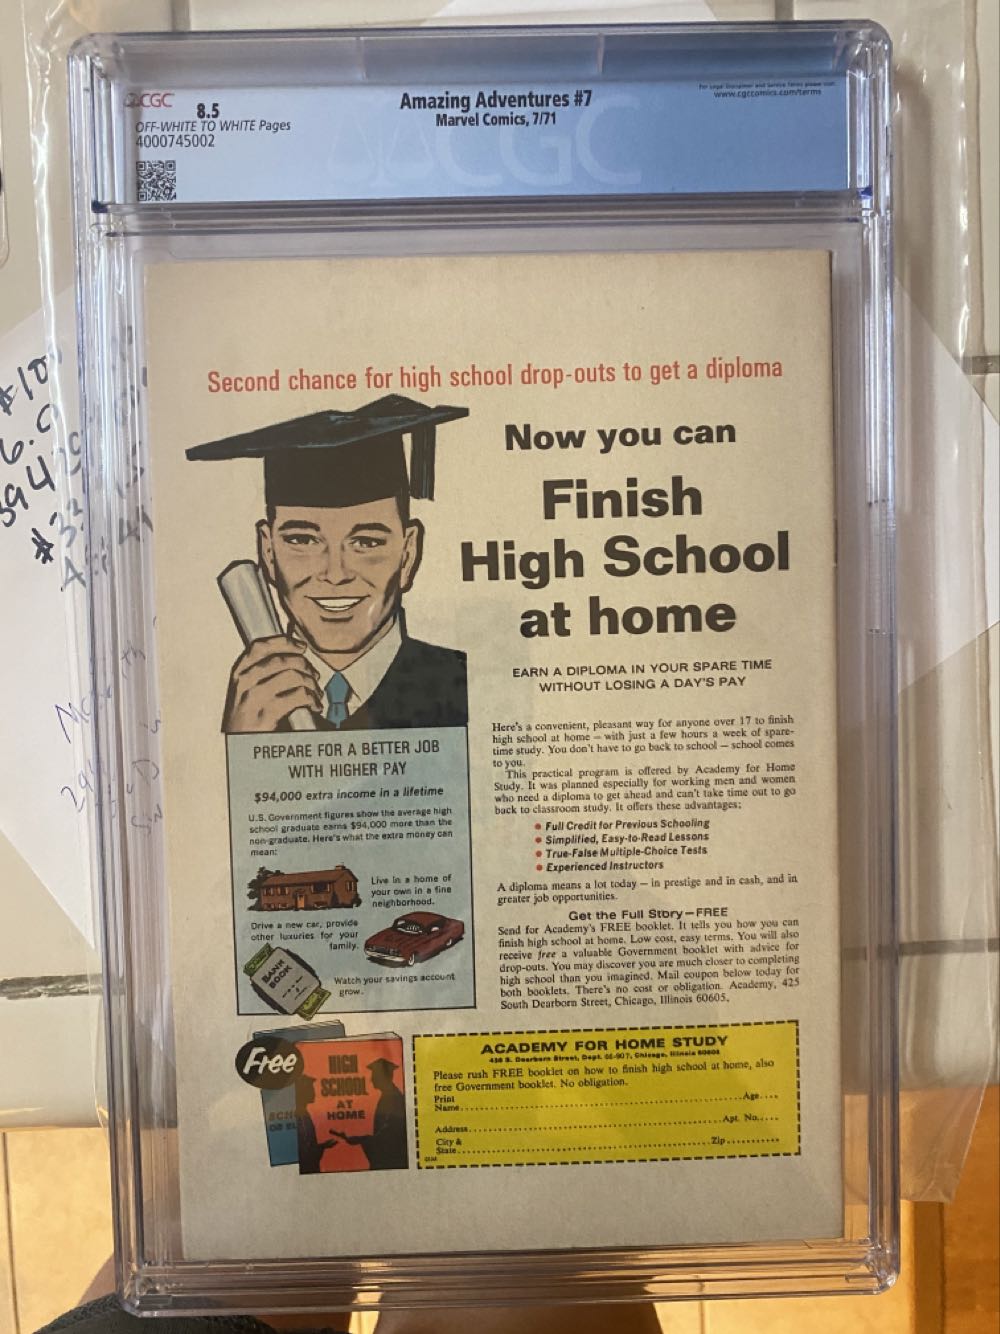 CGC
8.5
OFF-WHITE TO WHITE Pages
4000745002
Amazing Adventures #7
Marvel Comics, 7/71
www.cgccomics.com/terms
CGC
#10
6.0
394
Second chance for high school drop-outs to get a diploma
Now you can
Finish
High School
at home
EARN A DIPLOMA IN YOUR SPARE TIME
WITHOUT LOSING A DAY'S PAY
PREPARE FOR A BETTER JOB
WITH HIGHER PAY
$94,000 extra income in a lifetime
U.S. Government figures show the average high
school graduate earns $94,000 more than the
non-graduate. Here's what the extra money can
mean:
Live in a home of
your own in a fine
neighborhood.
Drive a new car, provide
other luxuries for your
family.
BANK
BOOK
Watch your savings account
grow.
Here's a convenient, pleasant way for anyone over 17 to finish
high school at home — with just a few hours a week of spare-
time study. You don't have to go back to school — school comes
to you.
This practical program is offered by Academy for Home
Study. It was planned especially for working men and women
who need a diploma to get ahead and can't take time out to go
back to classroom study. It offers these advantages:
• Full Credit for Previous Schooling
• Simplified, Easy-to-Read Lessons
• True-False Multiple-Choice Tests
• Experienced Instructors
A diploma means a lot today — in prestige and in cash, and in
greater job opportunities.
Get the Full Story—FREE
Send for Academy's FREE booklet. It tells you how you can
finish high school at home. Low cost, easy terms. You will also
receive free a valuable Government booklet with advice for
drop-outs. You may discover you are much closer to completing
high school than you imagined. Mail coupon below today for
both booklets. There's no cost or obligation. Academy, 425
South Dearborn Street, Chicago, Illinois 60605.
Free
HIGH
SCHOOL
AT
HOME
ACADEMY FOR HOME STUDY
Chicago, Illinois 60605
Please rush FREE booklet on how to finish high school at home, also
free Government booklet. No obligation.
Print
Name Age
Address Apt. No.
City &
State Zip